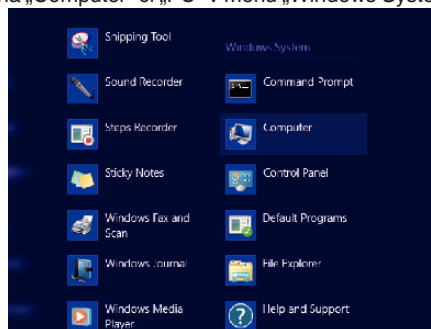 Snipping Tool
Sound Recorder
Steps Recorder
Sticky Notes
Windows Fax and
Scan
Windows Journal
Windows Media
Player
Windows System
Command Prompt
Computer
Control Panel
Default Programs
File Explorer
Help and Support